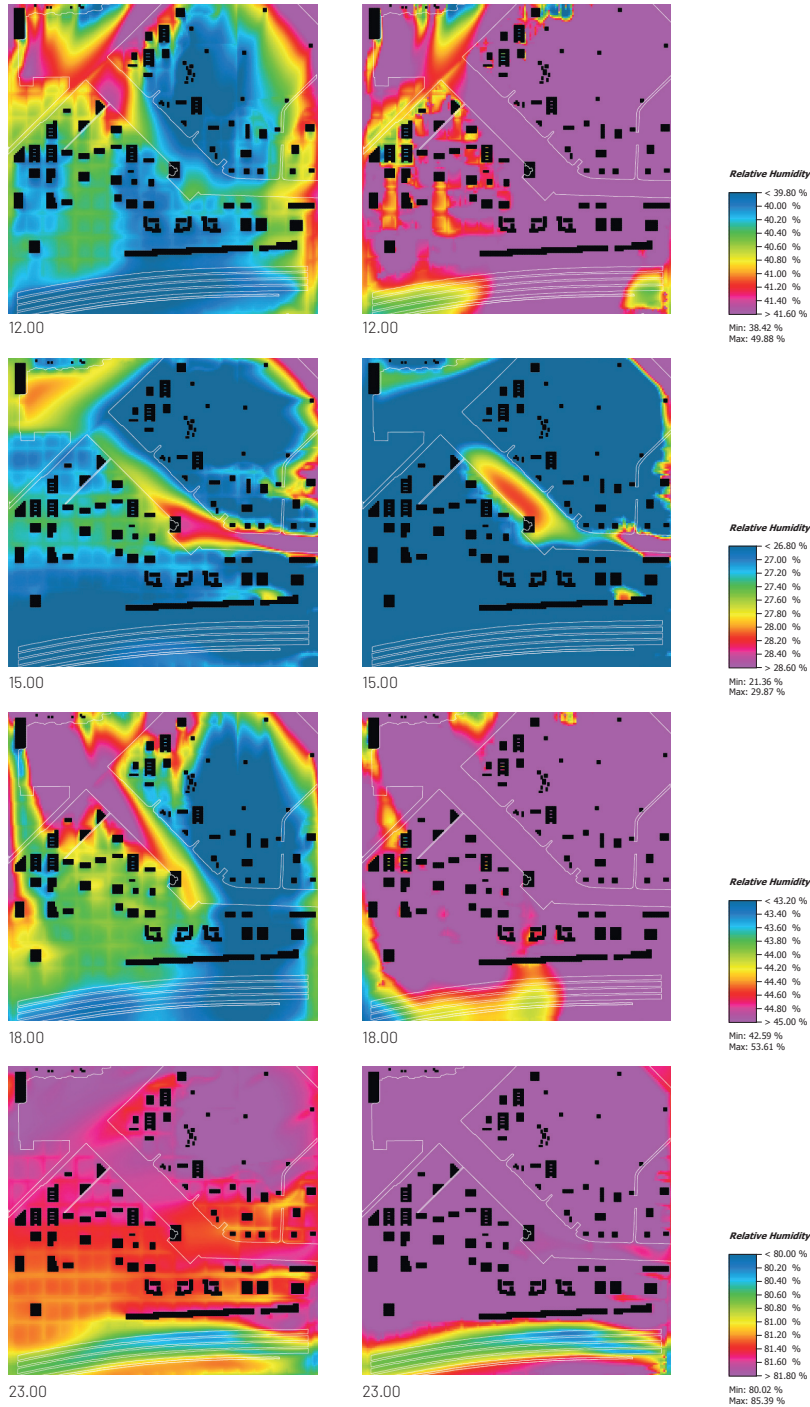 12.00
12.00
Relative Humidity
< 39.80 %
40.00 %
40.20 %
40.40 %
40.60 %
40.80 %
41.00 %
41.20 %
41.40 %
> 41.60 %
Min: 38.42 %
Max: 49.88 %
15.00
15.00
Relative Humidity
< 26.80 %
27.00 %
27.20 %
27.40 %
27.60 %
27.80 %
28.00 %
28.20 %
28.40 %
> 28.60 %
Min: 21.36 %
Max: 29.87 %
18.00
18.00
Relative Humidity
< 43.20 %
43.40 %
43.60 %
43.80 %
44.00 %
44.20 %
44.40 %
44.60 %
44.80 %
> 45.00 %
Min: 42.59 %
Max: 53.61 %
23.00
23.00
Relative Humidity
< 80.00 %
80.20 %
80.40 %
80.60 %
80.80 %
81.00 %
81.20 %
81.40 %
81.60 %
> 81.80 %
Min: 80.02 %
Max: 85.39 %